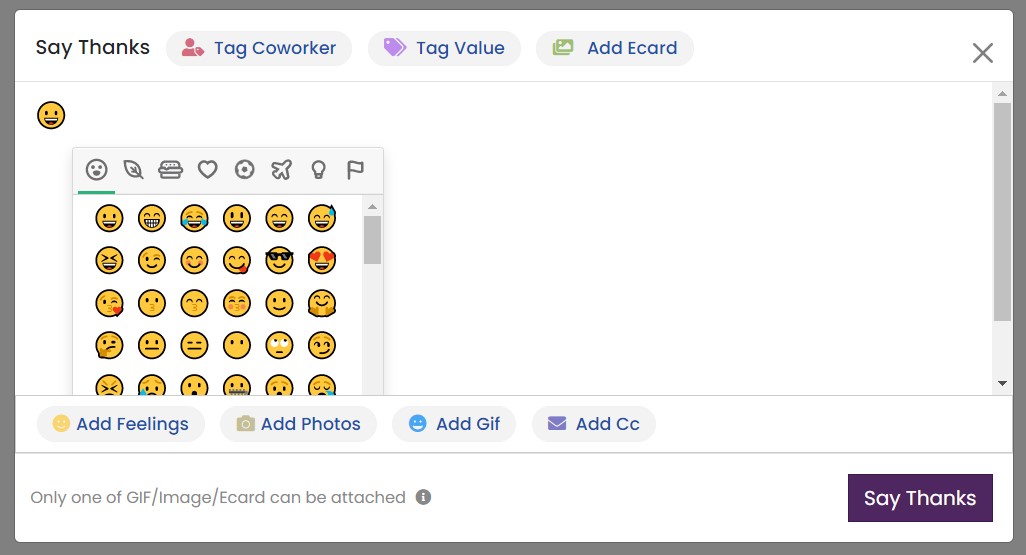 Say Thanks Tag Coworker Tag Value Add Ecard
Add Feelings Add Photos Add Gif Add Cc
Only one of GIF/Image/Ecard can be attached
Say Thanks